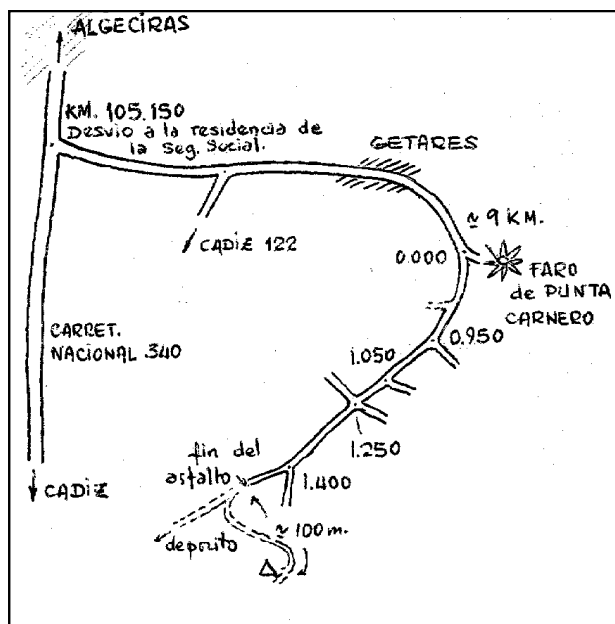 ALGECIRAS
KM. 105.150
Desvio a la residencia de
la Seg. Social.
GETARES
≃ 9 KM.
CADIZ 122
0.000
FARO
de PUNTA
CARNERO
CARRET.
NACIONAL 340
0.950
1.050
1.250
fin del
asfalto
1.400
CADIZ
deposito
≃ 100 m.